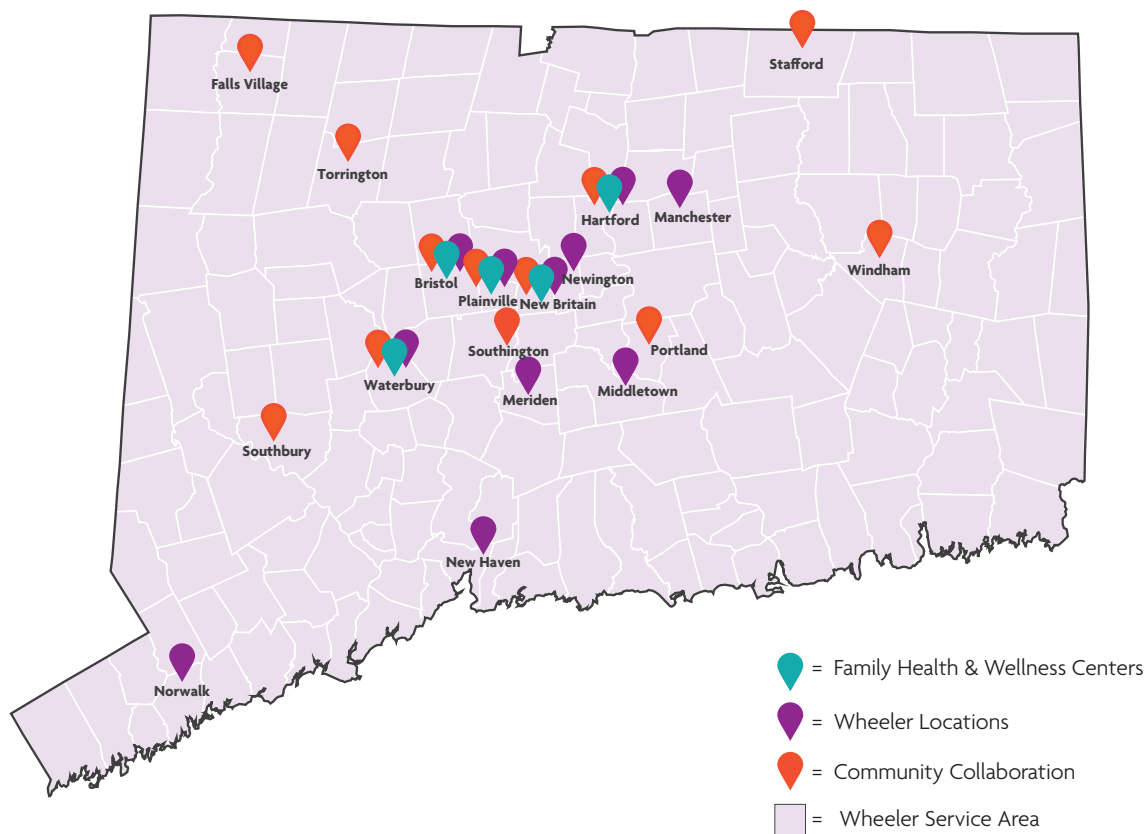 Falls Village
Stafford
Torrington
Hartford
Manchester
Windham
Bristol
Newington
Plainville
New Britain
Southington
Portland
Waterbury
Meriden
Middletown
Southbury
New Haven
Norwalk
= Family Health & Wellness Centers
= Wheeler Locations
= Community Collaboration
= Wheeler Service Area